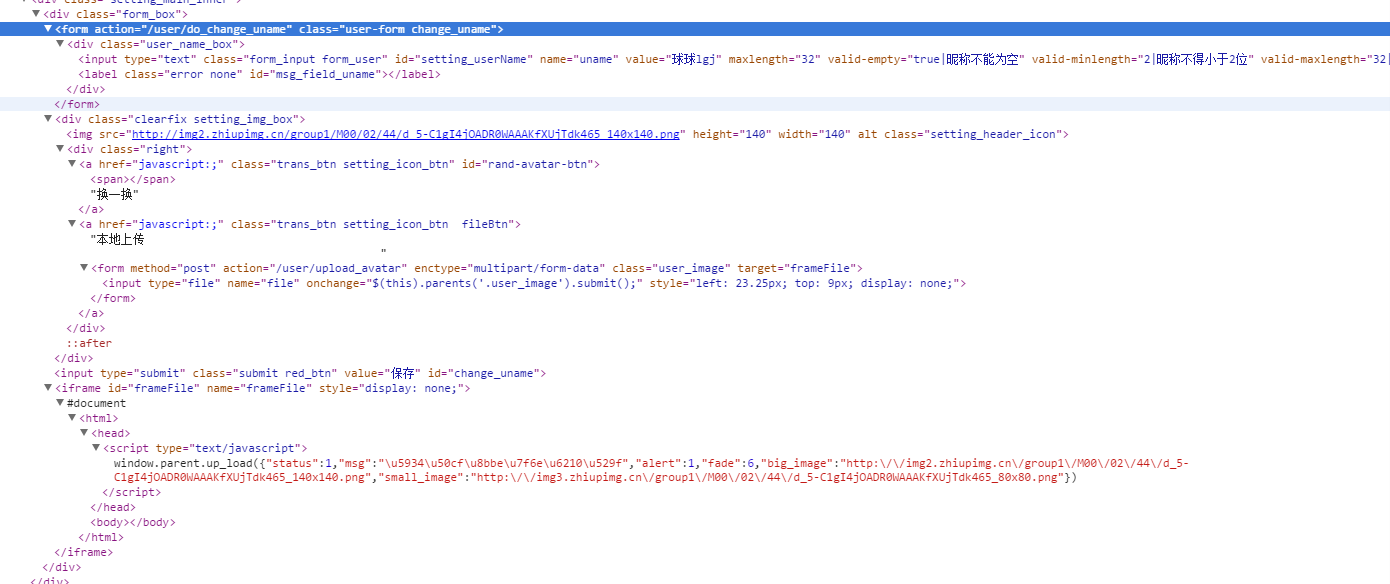 <div class="setting_main_inner">
<div class="form_box">
<form action="/user/do_change_uname" class="user-form change_uname">
<div class="user_name_box">
<input type="text" class="form_input form_user" id="setting_userName" name="uname" value="球球lgj" maxlength="32" valid-empty="true|昵称不能为空" valid-minlength="2|昵称不得小于2位" valid-maxlength="32|
<label class="error none" id="msg_field_uname"></label>
</div>
</form>
<div class="clearfix setting_img_box">
<img src="http://img2.zhiupimg.cn/group1/M00/02/44/d_5-C1gI4jOADR0WAAAKfXUjTdk465_140x140.png" height="140" width="140" alt class="setting_header_icon">
<div class="right">
<a href="javascript:;" class="trans_btn setting_icon_btn" id="rand-avatar-btn">
<span></span>
"换一换"
</a>
<a href="javascript:;" class="trans_btn setting_icon_btn  fileBtn">
"本地上传
"
<form method="post" action="/user/upload_avatar" enctype="multipart/form-data" class="user_image" target="frameFile">
<input type="file" name="file" onchange="$(this).parents('.user_image').submit();" style="left: 23.25px; top: 9px; display: none;">
</form>
</a>
</div>
::after
</div>
<input type="submit" class="submit red_btn" value="保存" id="change_uname">
<iframe id="frameFile" name="frameFile" style="display: none;">
#document
<html>
<head>
<script type="text/javascript">
window.parent.up_load({"status":1,"msg":"\u5934\u50cf\u8bbe\u7f6e\u6210\u529f","alert":1,"fade":6,"big_image":"http:\/\/img2.zhiupimg.cn\/group1\/M00\/02\/44\/d_5-
C1gI4jOADR0WAAAKfXUjTdk465_140x140.png","small_image":"http:\/\/img3.zhiupimg.cn\/group1\/M00\/02\/44\/d_5-C1gI4jOADR0WAAAKfXUjTdk465_80x80.png"})
</script>
</head>
<body></body>
</html>
</iframe>
</div>
</div>